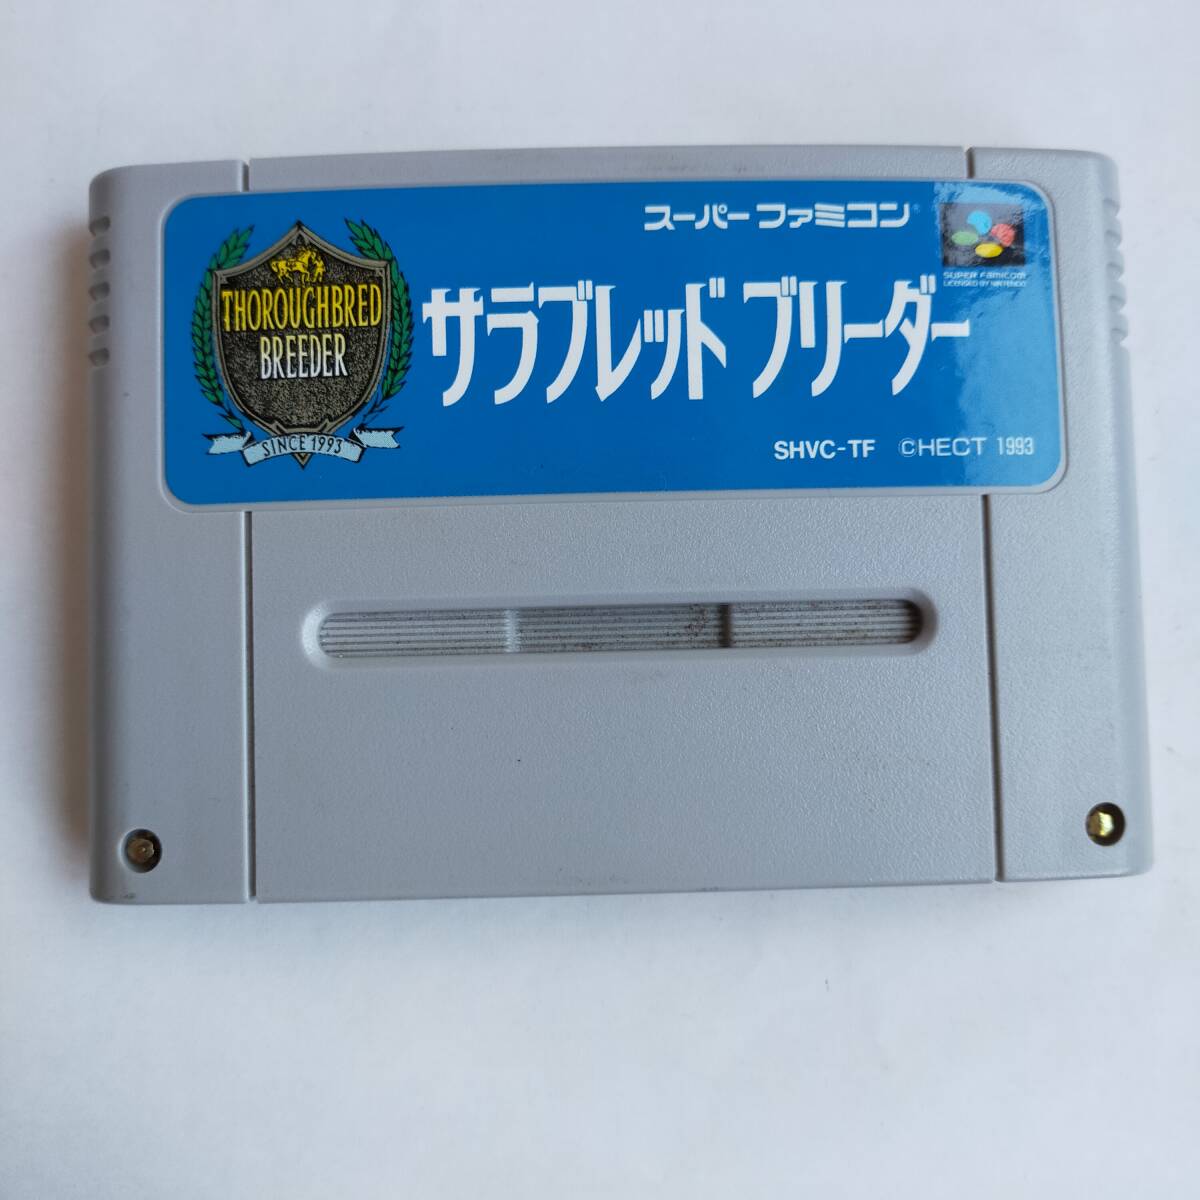 スーパーファミコン®
SUPER FAMICOM
LICENSED BY NINTENDO
THOROUGHBRED
BREEDER
SINCE 1993
サラブレッド ブリーダー
SHVC-TF ©HECT 1993